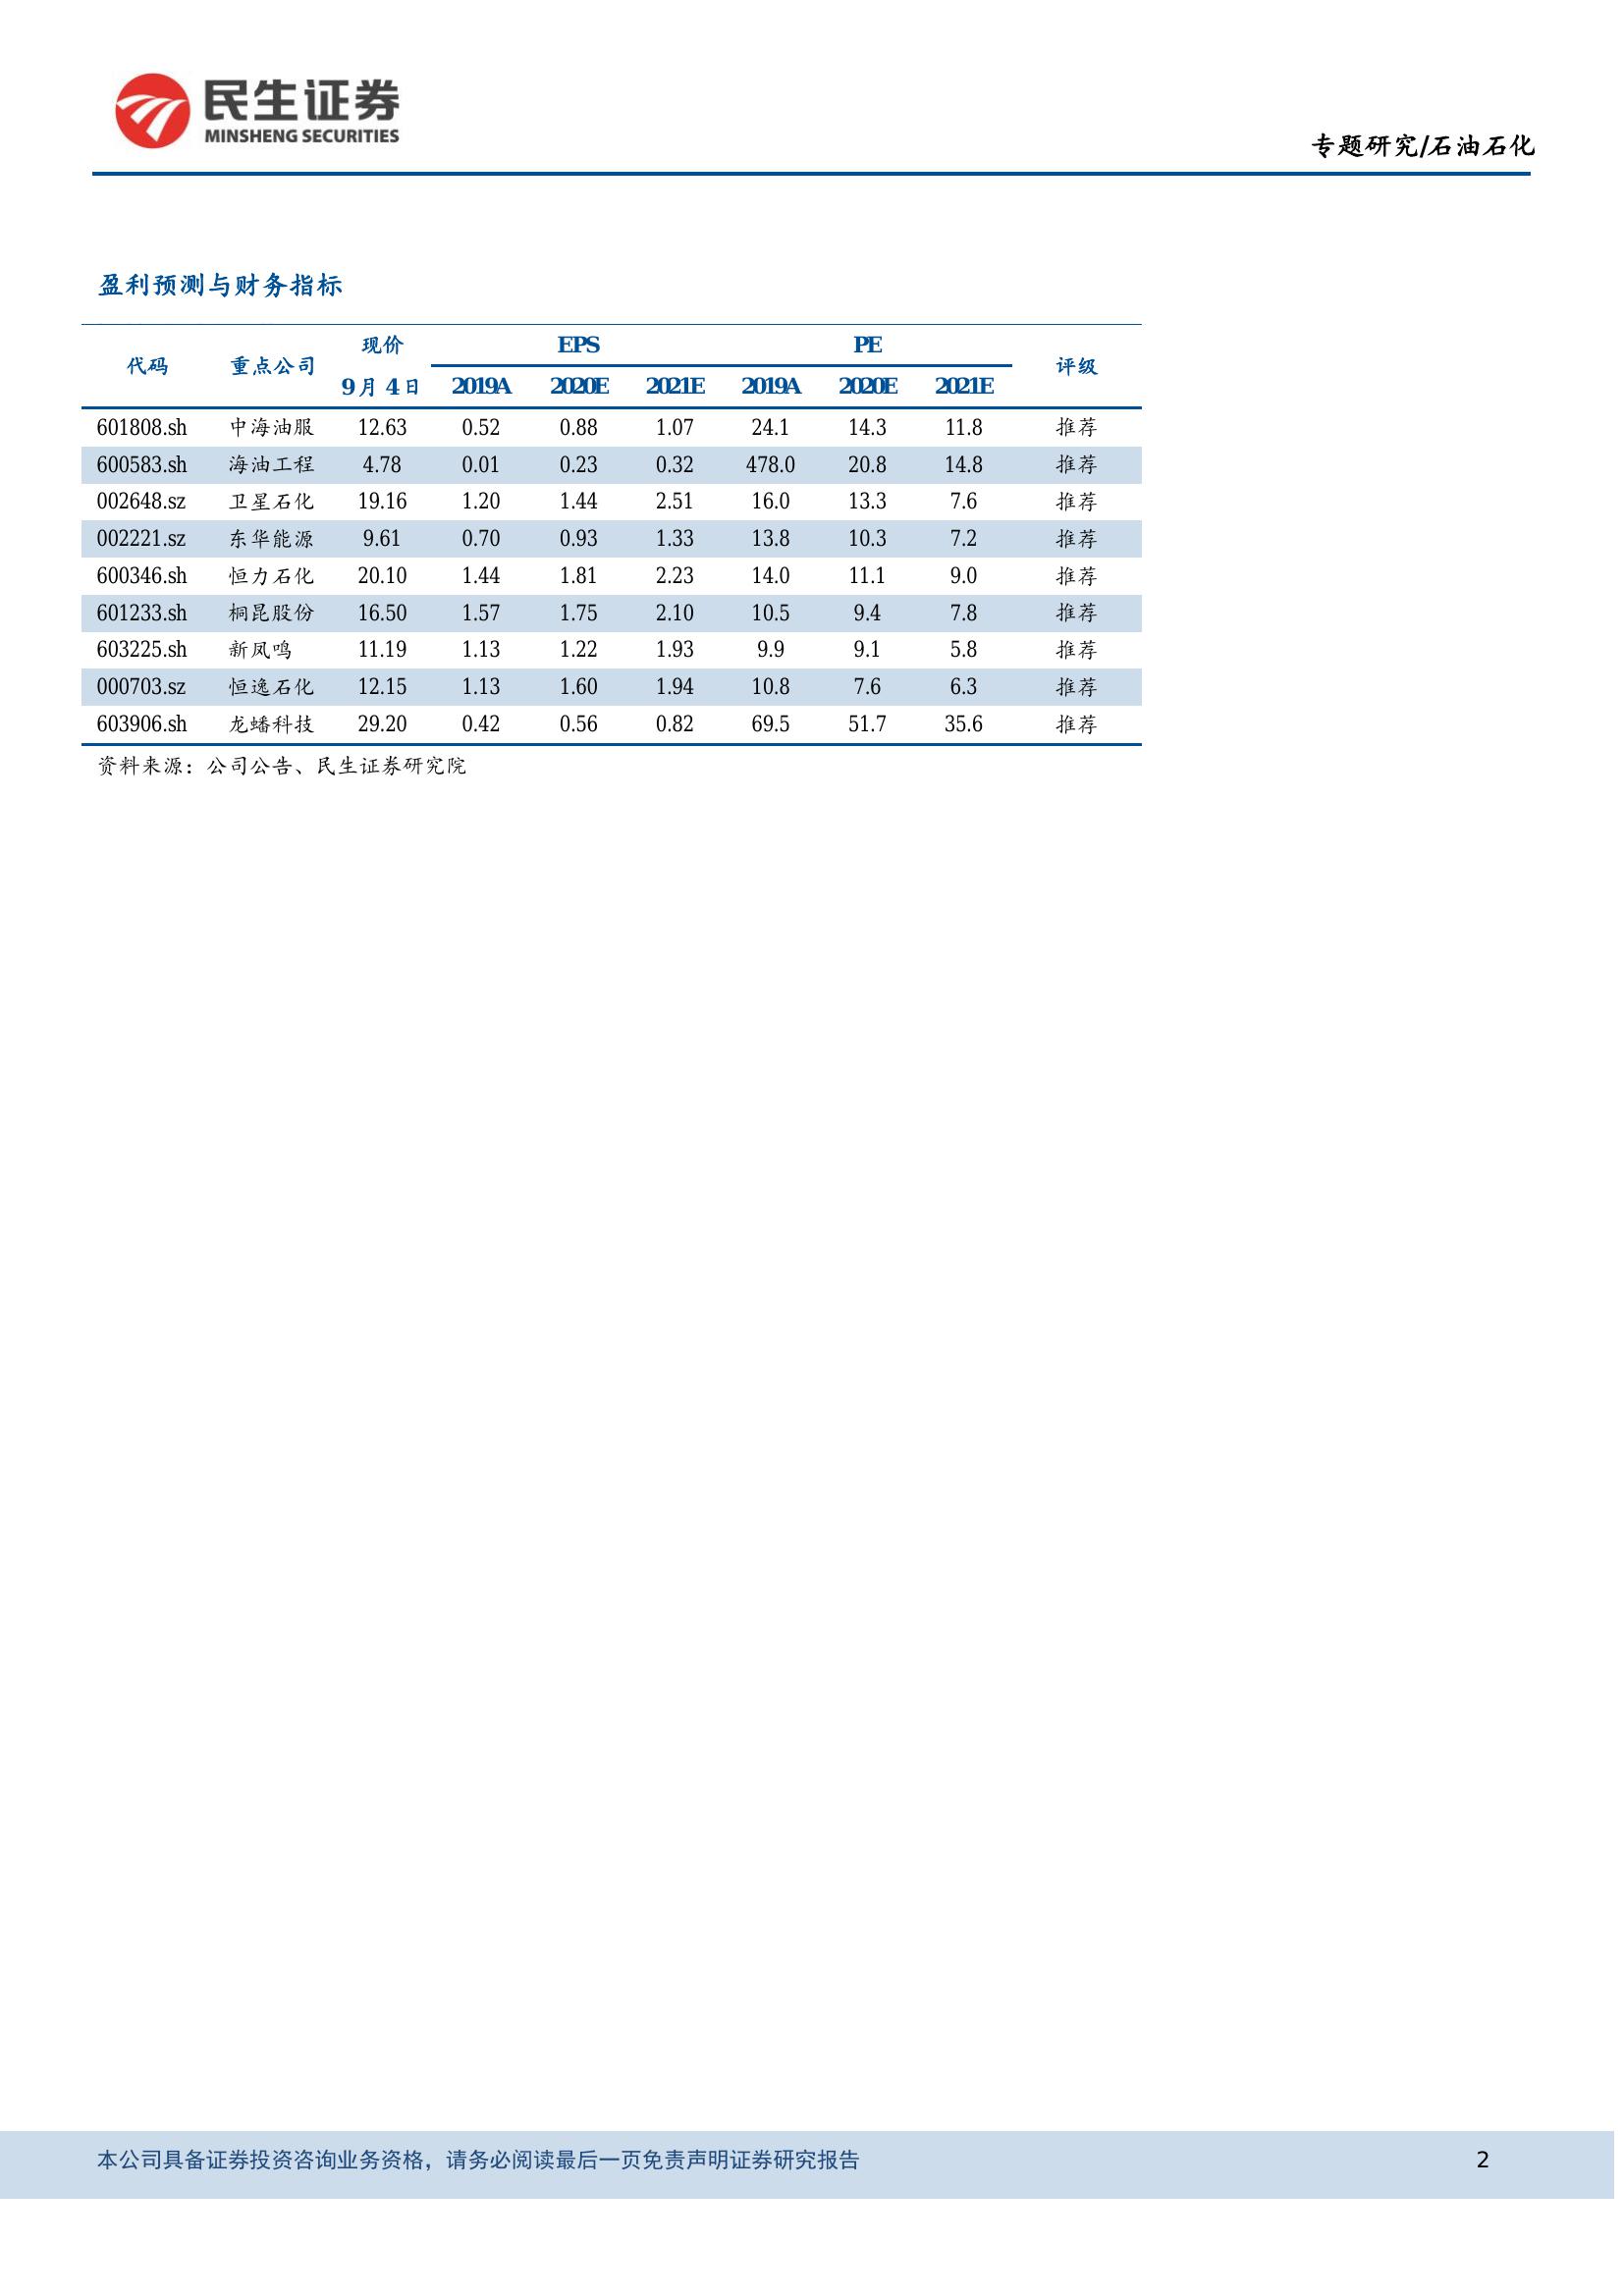 民生证券
MINSHENG SECURITIES
专题研究/石油石化
盈利预测与财务指标
代码 重点公司 现价 EPS PE 评级
9月4日 2019A 2020E 2021E 2019A 2020E 2021E
601808.sh 中海油服 12.63 0.52 0.88 1.07 24.1 14.3 11.8 推荐
600583.sh 海油工程 4.78 0.01 0.23 0.32 478.0 20.8 14.8 推荐
002648.sz 卫星石化 19.16 1.20 1.44 2.51 16.0 13.3 7.6 推荐
002221.sz 东华能源 9.61 0.70 0.93 1.33 13.8 10.3 7.2 推荐
600346.sh 恒力石化 20.10 1.44 1.81 2.23 14.0 11.1 9.0 推荐
601233.sh 桐昆股份 16.50 1.57 1.75 2.10 10.5 9.4 7.8 推荐
603225.sh 新凤鸣 11.19 1.13 1.22 1.93 9.9 9.1 5.8 推荐
000703.sz 恒逸石化 12.15 1.13 1.60 1.94 10.8 7.6 6.3 推荐
603906.sh 龙蟠科技 29.20 0.42 0.56 0.82 69.5 51.7 35.6 推荐
资料来源：公司公告、民生证券研究院
本公司具备证券投资咨询业务资格，请务必阅读最后一页免责声明证券研究报告 2